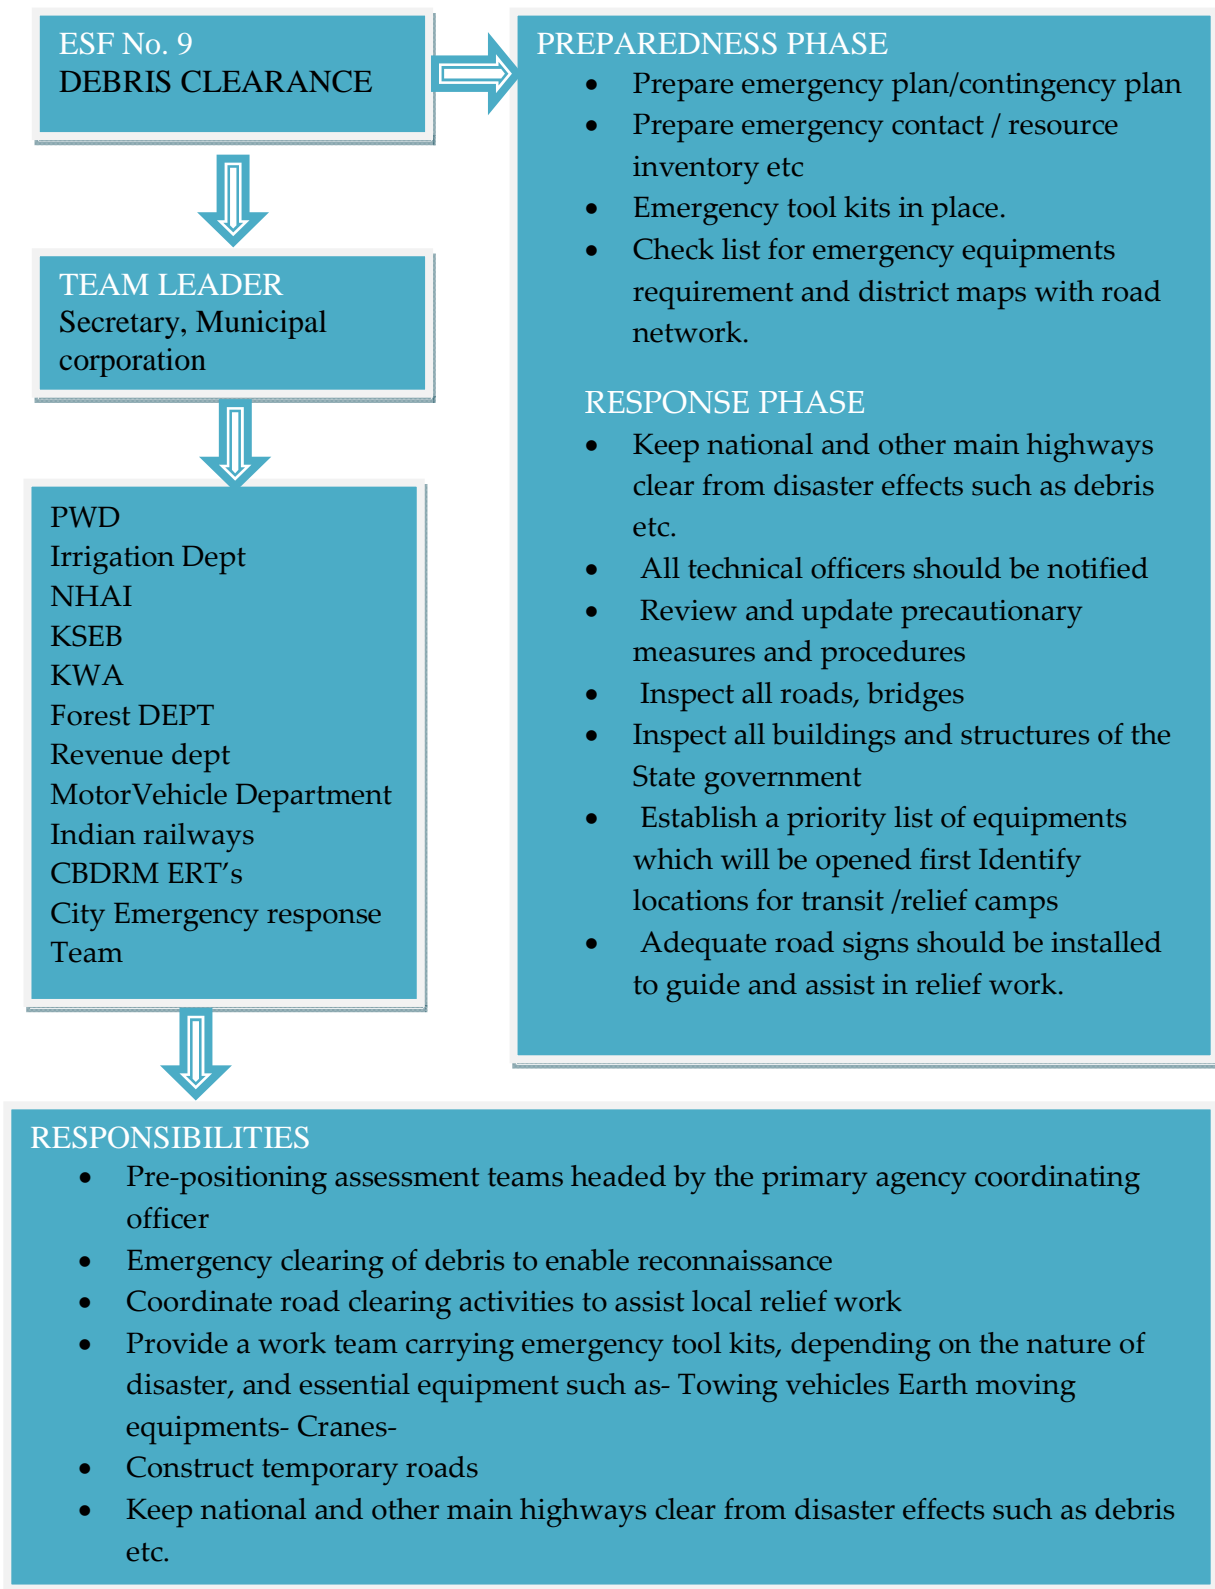 ESF No. 9
DEBRIS CLEARANCE
TEAM LEADER
Secretary, Municipal
corporation
PWD
Irrigation Dept
NHAI
KSEB
KWA
Forest DEPT
Revenue dept
MotorVehicle Department
Indian railways
CBDRM ERT’s
City Emergency response
Team
PREPAREDNESS PHASE
• Prepare emergency plan/contingency plan
• Prepare emergency contact / resource
inventory etc
• Emergency tool kits in place.
• Check list for emergency equipments
requirement and district maps with road
network.
RESPONSE PHASE
• Keep national and other main highways
clear from disaster effects such as debris
etc.
• All technical officers should be notified
• Review and update precautionary
measures and procedures
• Inspect all roads, bridges
• Inspect all buildings and structures of the
State government
• Establish a priority list of equipments
which will be opened first Identify
locations for transit /relief camps
• Adequate road signs should be installed
to guide and assist in relief work.
RESPONSIBILITIES
• Pre-positioning assessment teams headed by the primary agency coordinating
officer
• Emergency clearing of debris to enable reconnaissance
• Coordinate road clearing activities to assist local relief work
• Provide a work team carrying emergency tool kits, depending on the nature of
disaster, and essential equipment such as- Towing vehicles Earth moving
equipments- Cranes-
• Construct temporary roads
• Keep national and other main highways clear from disaster effects such as debris
etc.